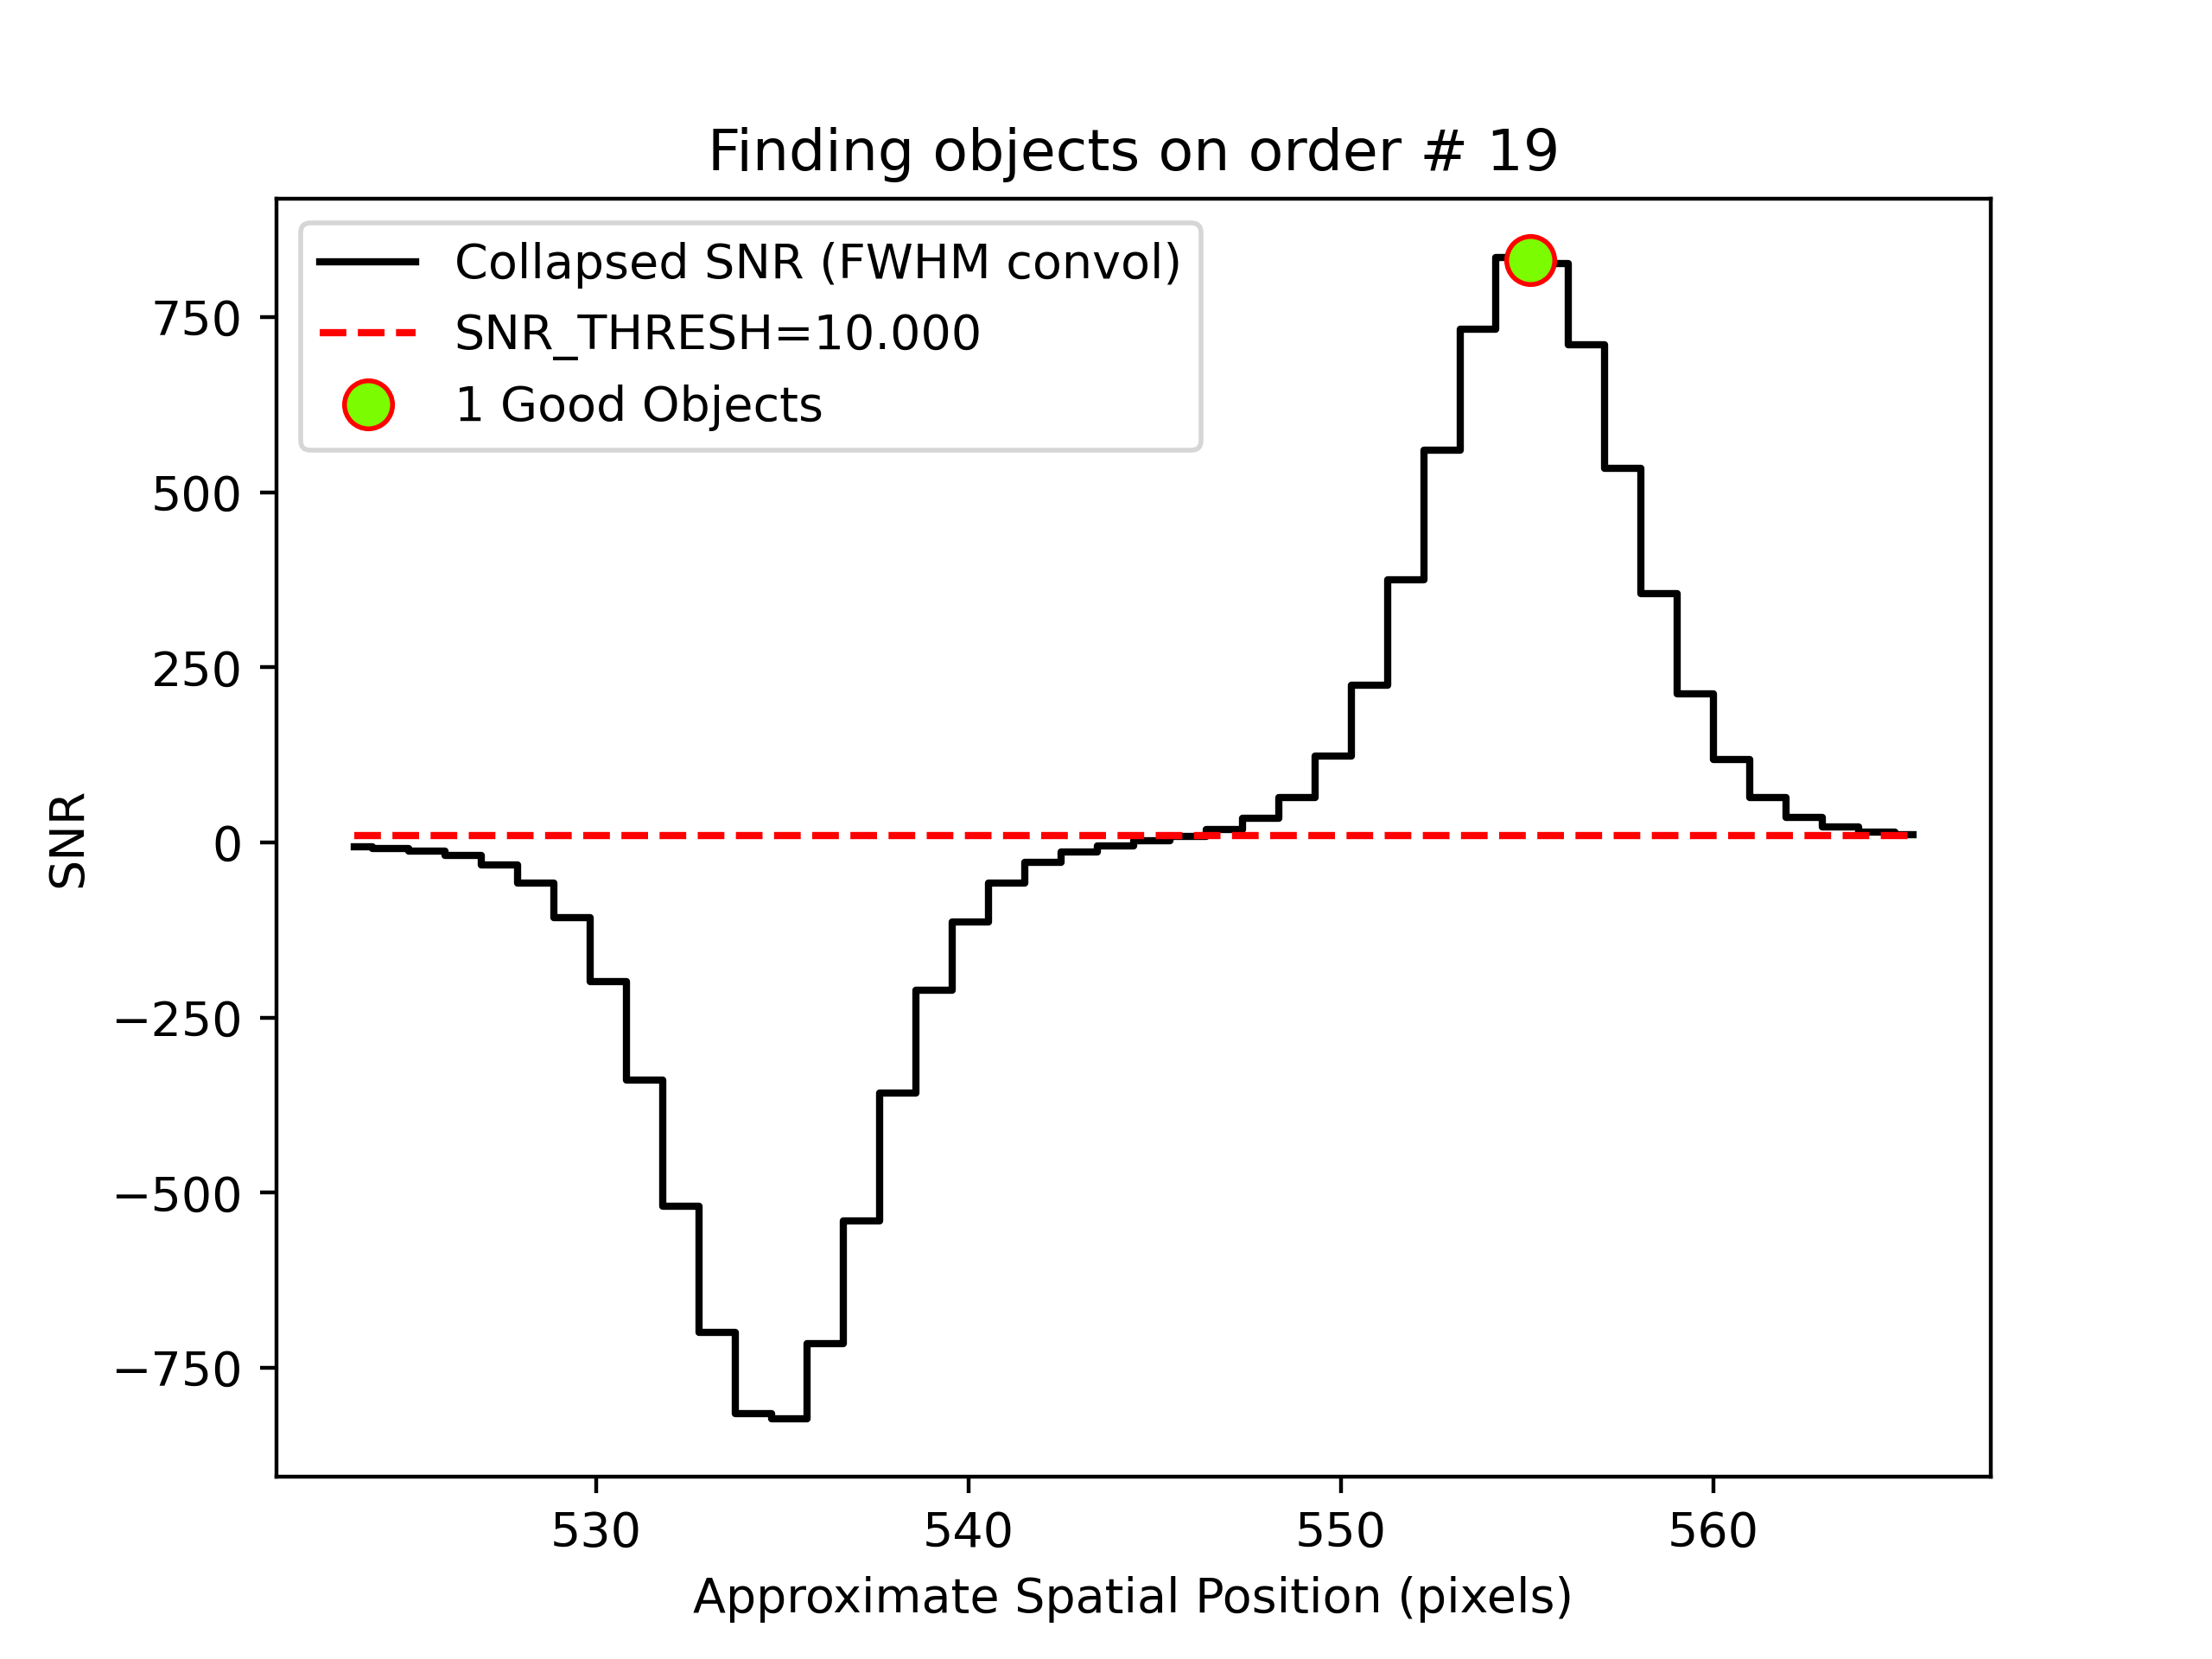 Finding objects on order # 19
Collapsed SNR (FWHM convol)
SNR_THRESH=10.000
1 Good Objects
750
500
250
0
−250
−500
−750
SNR
530 540 550 560
Approximate Spatial Position (pixels)